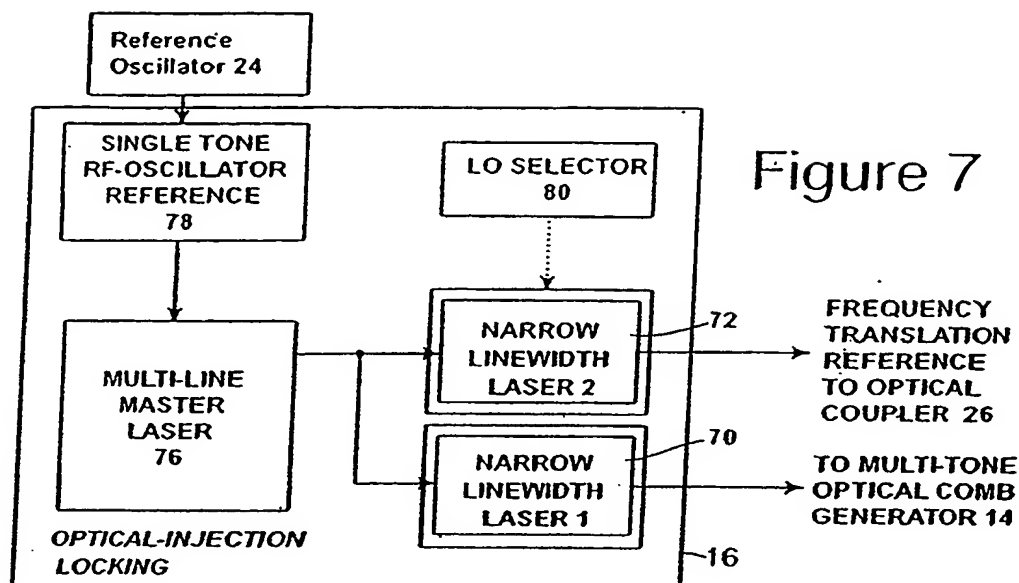 Reference
Oscillator 24
SINGLE TONE
RF-OSCILLATOR
REFERENCE
78
LO SELECTOR
80
Figure 7
MULTI-LINE
MASTER
LASER
76
NARROW
LINEWIDTH
LASER 2
72
FREQUENCY
TRANSLATION
REFERENCE
TO OPTICAL
COUPLER 26
NARROW
LINEWIDTH
LASER 1
70
TO MULTI-TONE
OPTICAL COMB
GENERATOR 14
OPTICAL-INJECTION
LOCKING
16